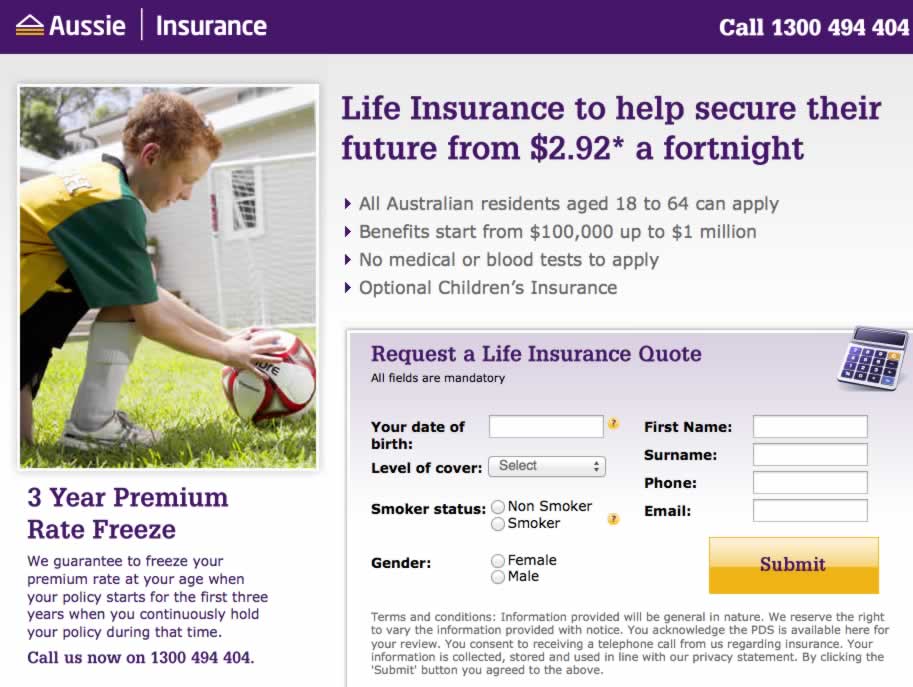 Aussie Insurance
Call 1300 494 404
Life Insurance to help secure their
future from $2.92* a fortnight
All Australian residents aged 18 to 64 can apply
Benefits start from $100,000 up to $1 million
No medical or blood tests to apply
Optional Children's Insurance
3 Year Premium
Rate Freeze
We guarantee to freeze your
premium rate at your age when
your policy starts for the first three
years when you continuously hold
your policy during that time.
Call us now on 1300 494 404.
Request a Life Insurance Quote
All fields are mandatory
Your date of
birth:
?
Level of cover:
Select
Smoker status:
Non Smoker
Smoker
?
Gender:
Female
Male
First Name:
Surname:
Phone:
Email:
Submit
Terms and conditions: Information provided will be general in nature. We reserve the right
to vary the information provided with notice. You acknowledge the PDS is available here for
your review. You consent to receiving a telephone call from us regarding insurance. Your
information is collected, stored and used in line with our privacy statement. By clicking the
'Submit' button you agreed to the above.